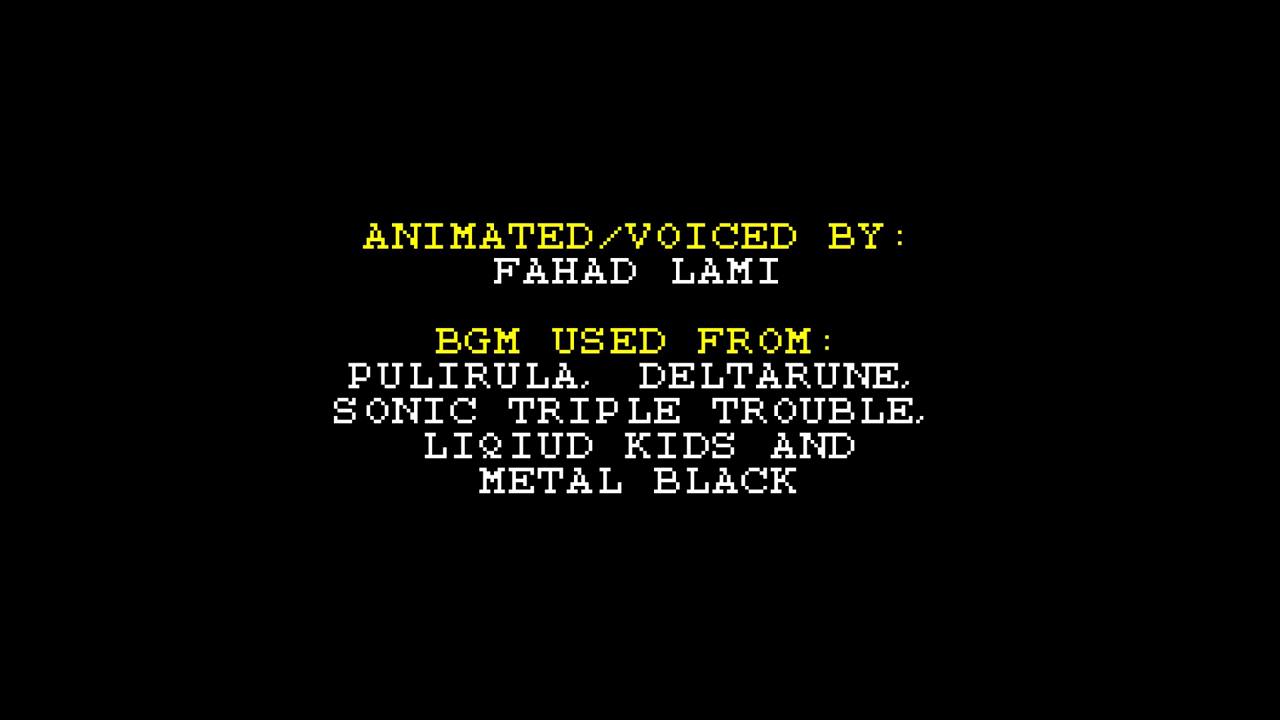 ANIMATED/VOICED BY:
FAHAD LAMI
BGM USED FROM:
PULIRULA, DELTARUNE,
SONIC TRIPLE TROUBLE,
LIQIUD KIDS AND
METAL BLACK